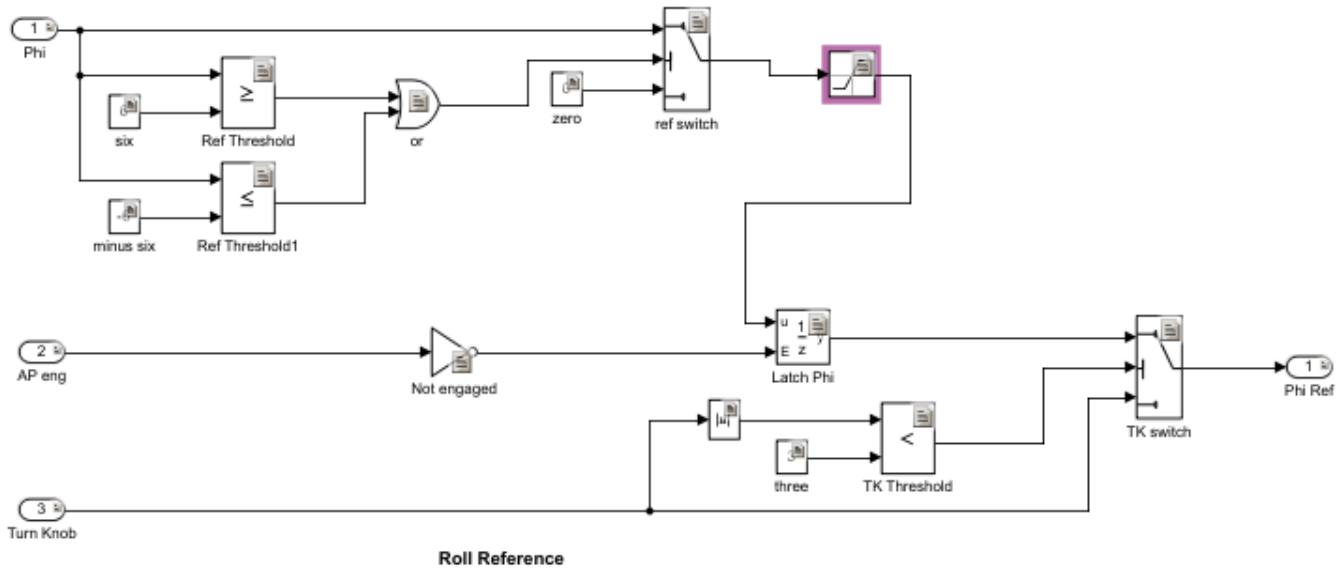 1
Phi
≥
six
Ref Threshold
or
zero
ref switch
≤
minus six
Ref Threshold1
2
AP eng
Not engaged
u 1
E z
Latch Phi
1
Phi Ref
TK switch
|u|
<
3
three
TK Threshold
3
Turn Knob
Roll Reference